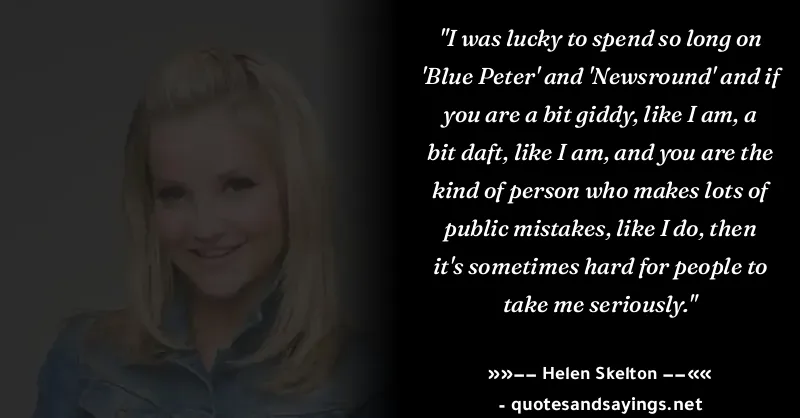 "I was lucky to spend so long on
'Blue Peter' and 'Newsround' and if
you are a bit giddy, like I am, a
bit daft, like I am, and you are the
kind of person who makes lots of
public mistakes, like I do, then
it's sometimes hard for people to
take me seriously."
»»–– Helen Skelton ––««
- quotesandsayings.net